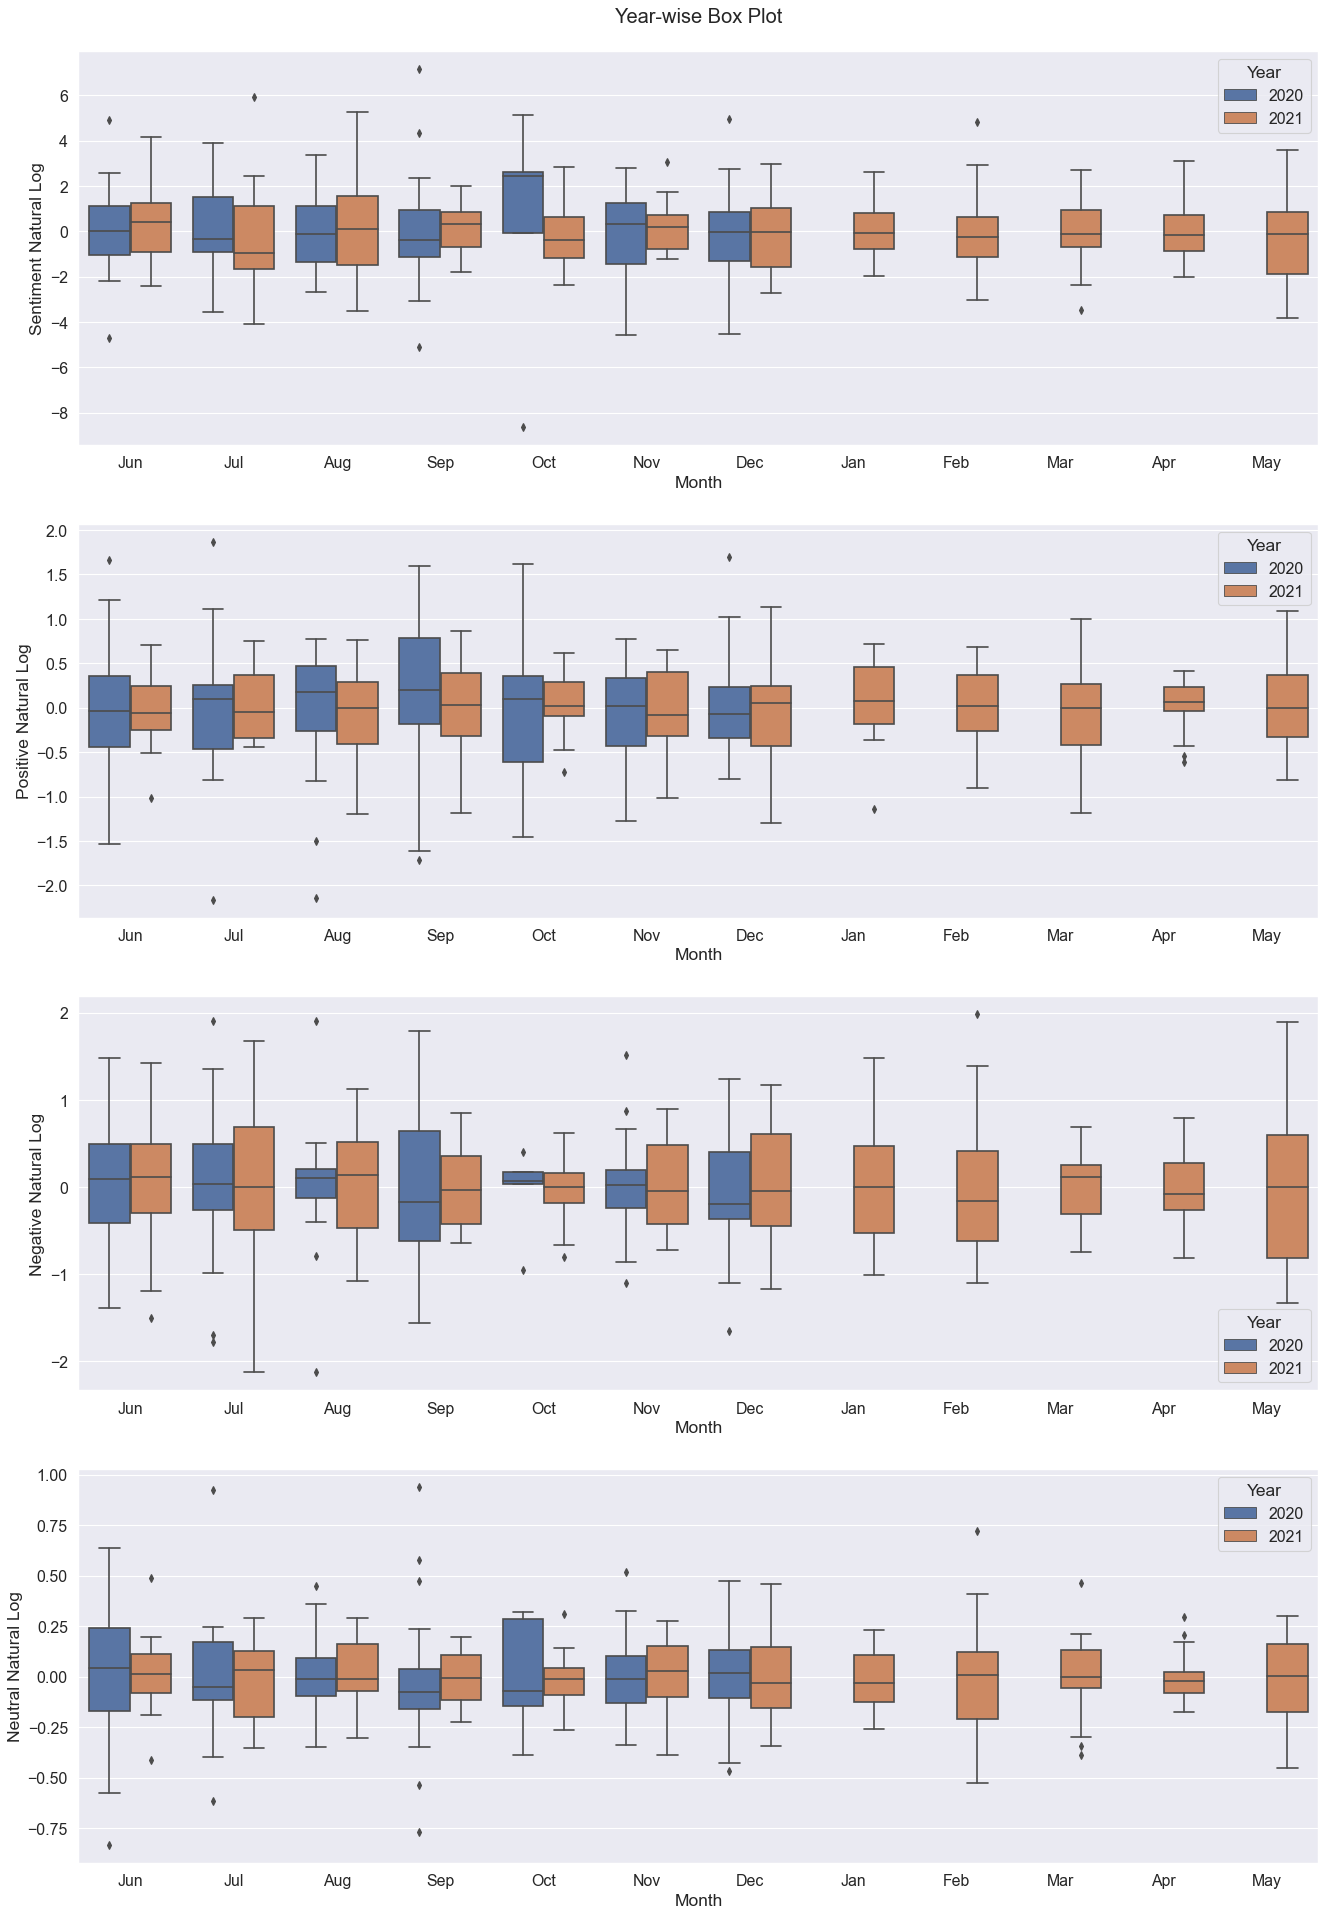 Year-wise Box Plot
Year
2020
2021
6
4
2
0
−2
−4
−6
−8
Sentiment Natural Log
Jun Jul Aug Sep Oct Nov Dec Jan Feb Mar Apr May
Month
Year
2020
2021
2.0
1.5
1.0
0.5
0.0
−0.5
−1.0
−1.5
−2.0
Positive Natural Log
Jun Jul Aug Sep Oct Nov Dec Jan Feb Mar Apr May
Month
2
1
0
−1
−2
Negative Natural Log
Year
2020
2021
Jun Jul Aug Sep Oct Nov Dec Jan Feb Mar Apr May
Month
Year
2020
2021
1.00
0.75
0.50
0.25
0.00
−0.25
−0.50
−0.75
Neutral Natural Log
Jun Jul Aug Sep Oct Nov Dec Jan Feb Mar Apr May
Month